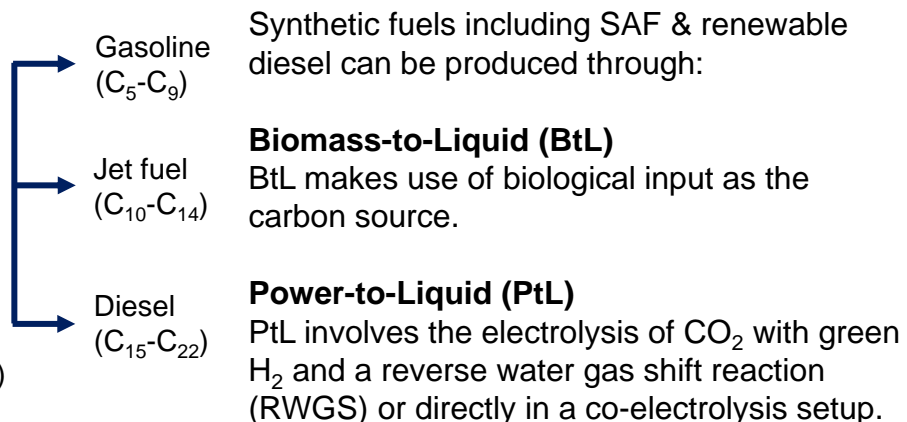 Gasoline
(C₅-C₉)
Jet fuel
(C₁₀-C₁₄)
Diesel
(C₁₅-C₂₂)
)
Synthetic fuels including SAF & renewable
diesel can be produced through:
Biomass-to-Liquid (BtL)
BtL makes use of biological input as the
carbon source.
Power-to-Liquid (PtL)
PtL involves the electrolysis of CO₂ with green
H₂ and a reverse water gas shift reaction
(RWGS) or directly in a co-electrolysis setup.